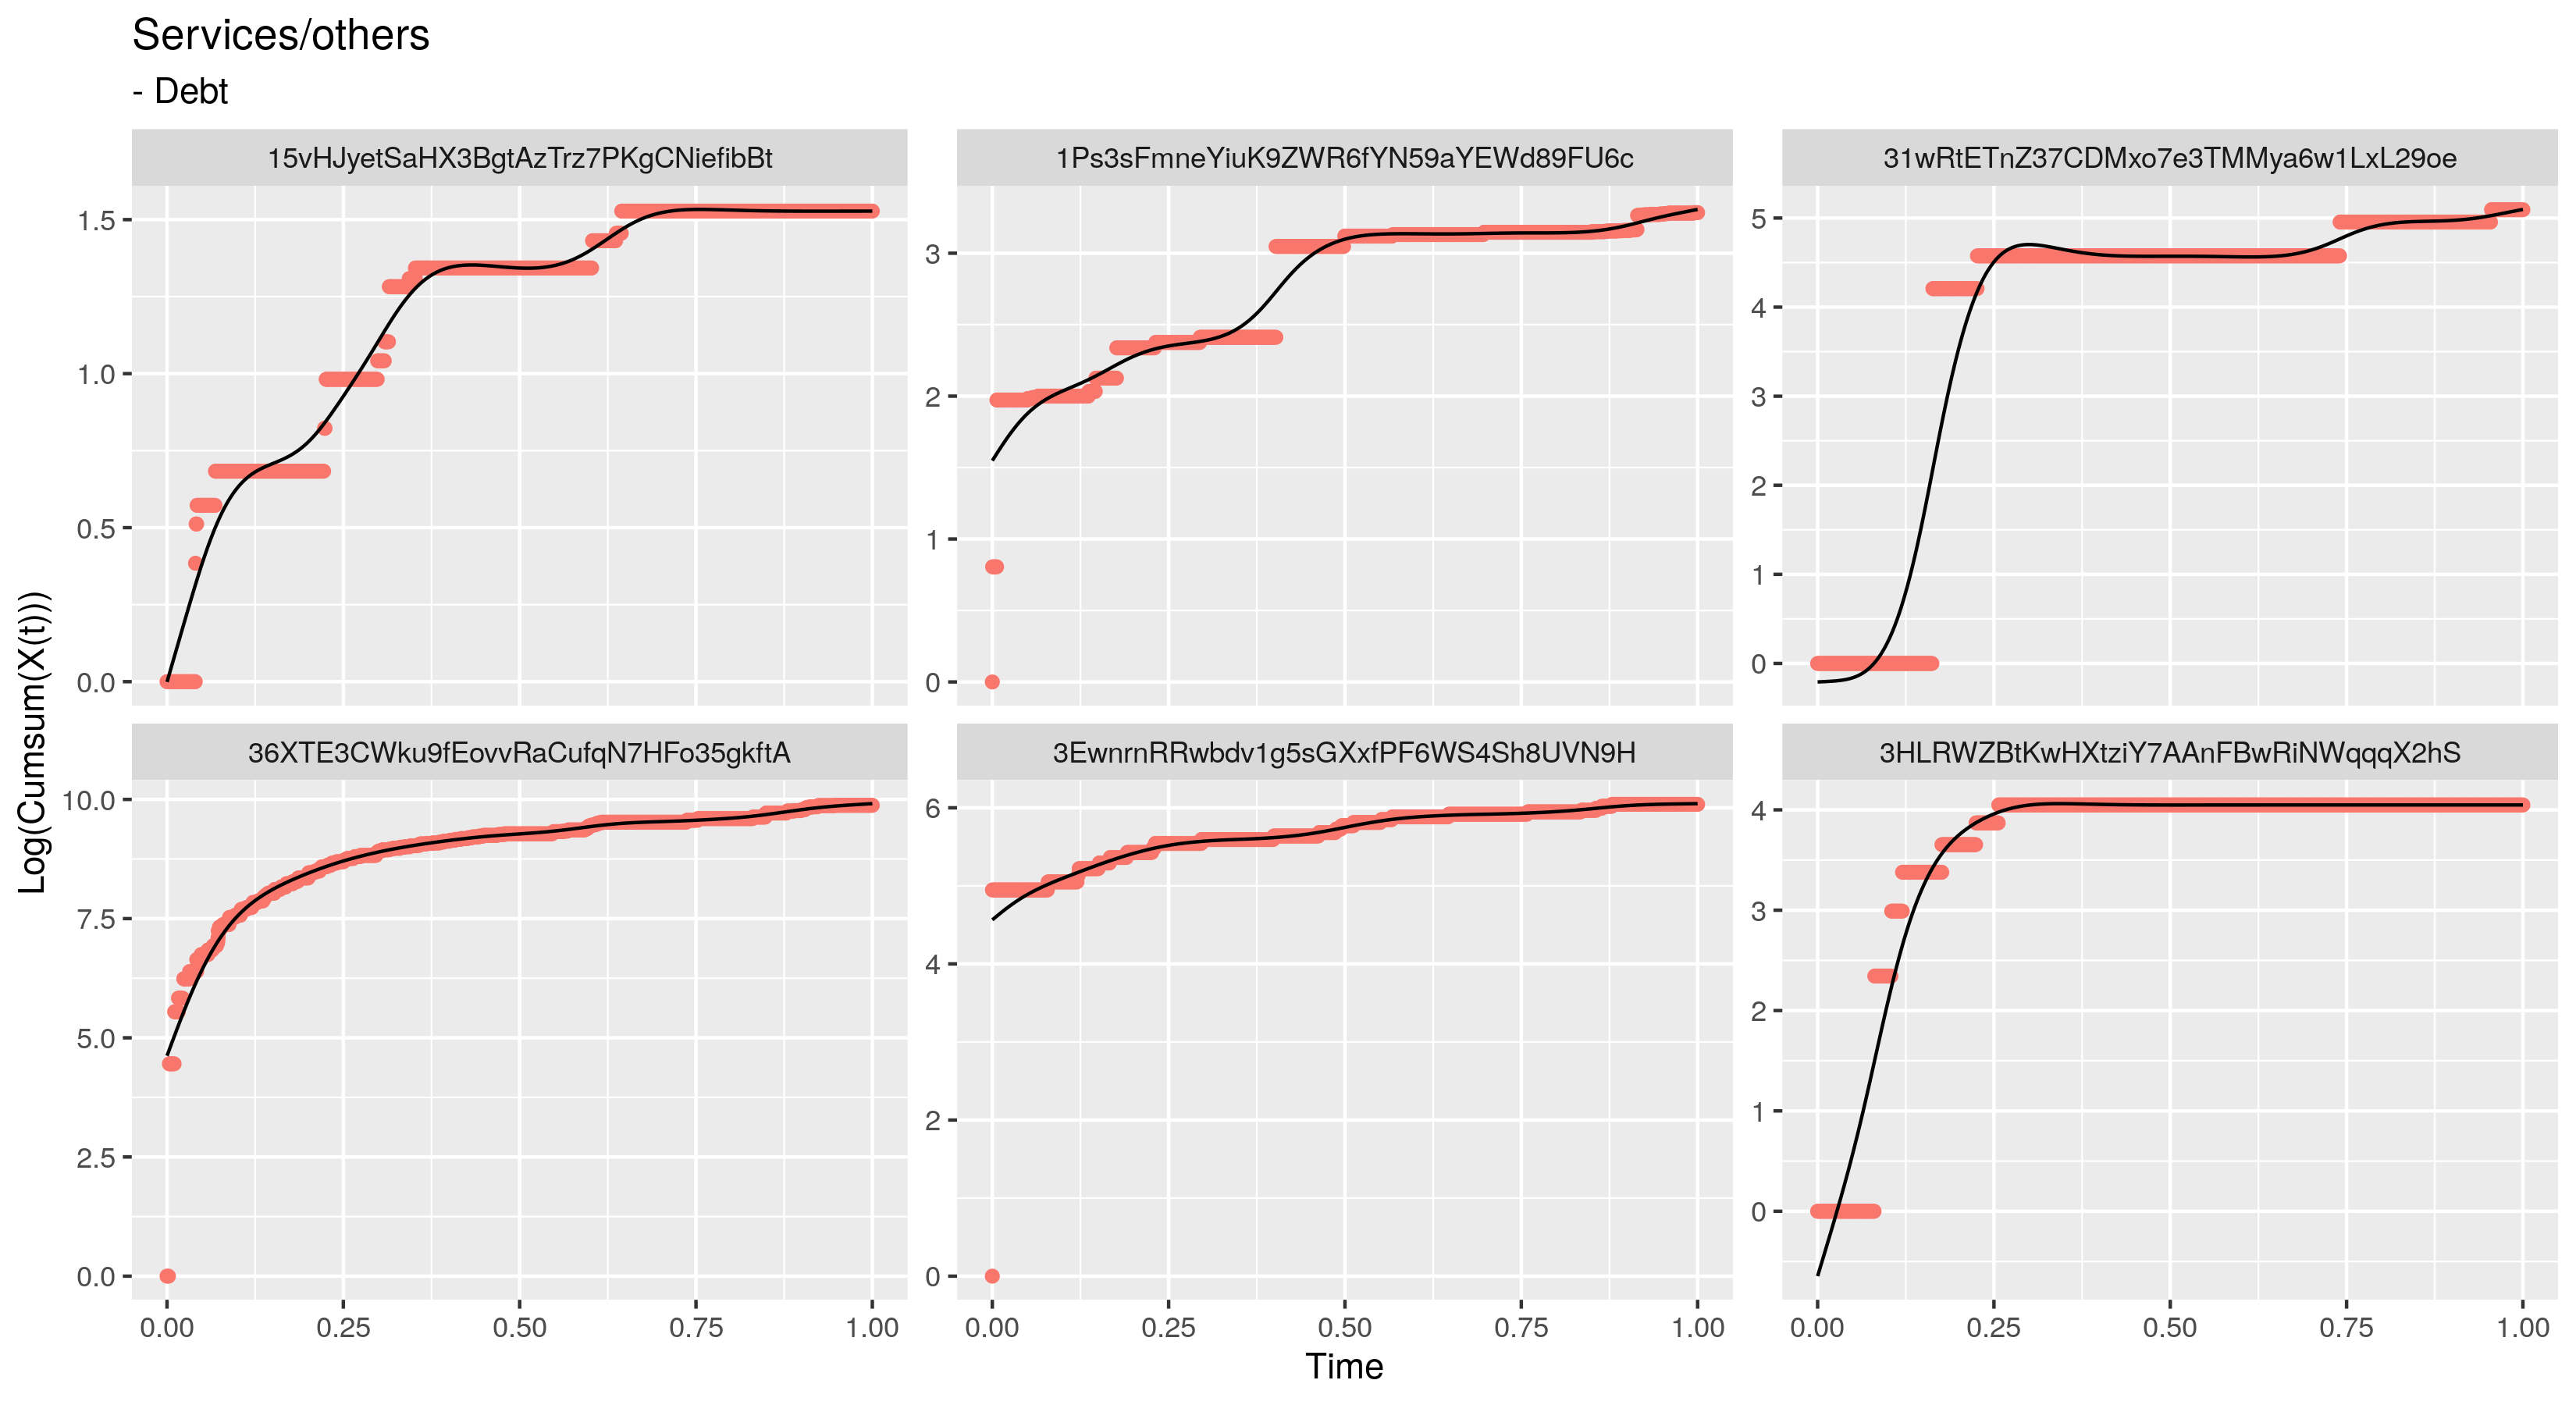 Services/others
- Debt
15vHJyetSaHX3BgtAzTrz7PKgCNiefibBt
1Ps3sFmneYiuK9ZWR6fYN59aYEWd89FU6c
31wRtETnZ37CDMxo7e3TMMya6w1LxL29oe
1.5
1.0
0.5
0.0
3
2
1
0
5
4
3
2
1
0
Log(Cumsum(X(t)))
36XTE3CWku9fEovvRaCufqN7HFo35gkftA
3EwnrnRRwbdv1g5sGXxfPF6WS4Sh8UVN9H
3HLRWZBtKwHXtziY7AAnFBwRiNWqqqX2hS
10.0
7.5
5.0
2.5
0.0
6
4
2
0
4
3
2
1
0
0.00 0.25 0.50 0.75 1.00
0.00 0.25 0.50 0.75 1.00
0.00 0.25 0.50 0.75 1.00
Time